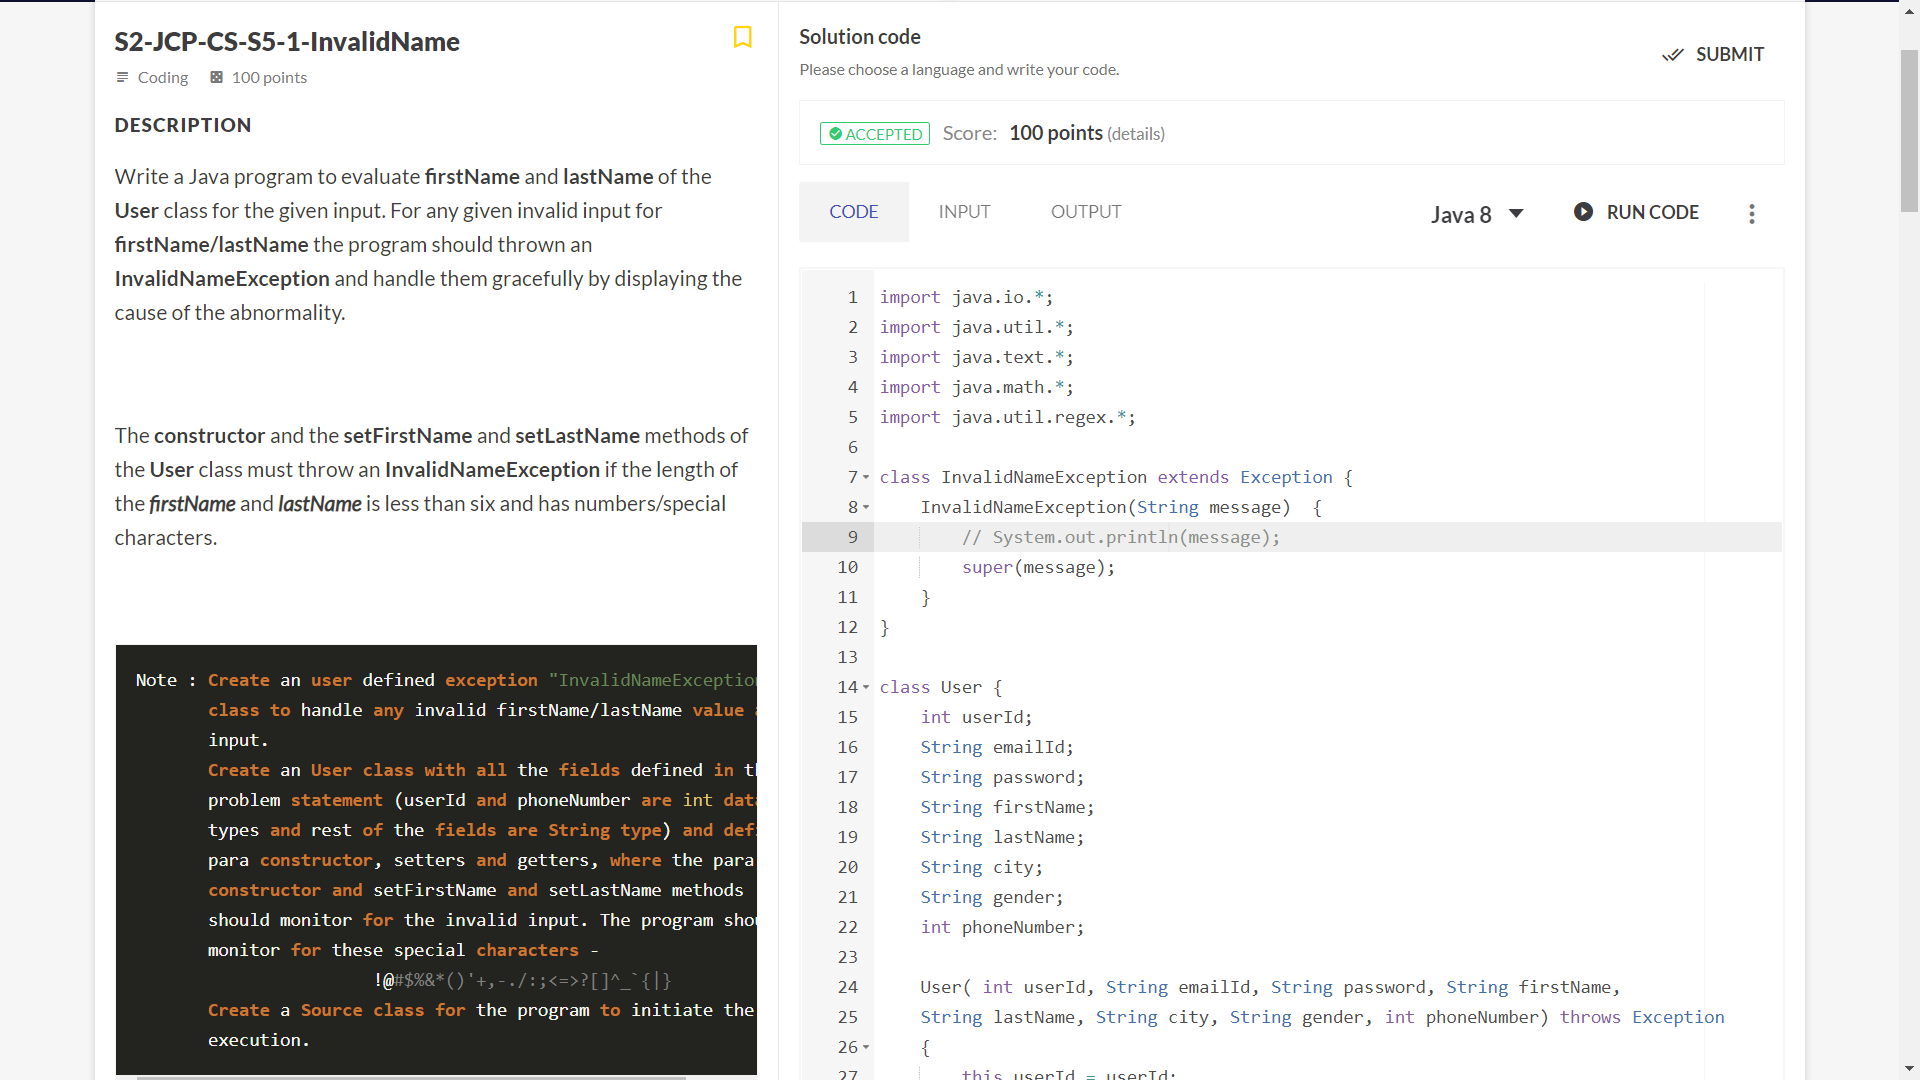 S2-JCP-CS-S5-1-InvalidName
Coding 100 points
DESCRIPTION
Write a Java program to evaluate firstName and lastName of the
User class for the given input. For any given invalid input for
firstName/lastName the program should thrown an
InvalidNameException and handle them gracefully by displaying the
cause of the abnormality.
The constructor and the setFirstName and setLastName methods of
the User class must throw an InvalidNameException if the length of
the firstName and lastName is less than six and has numbers/special
characters.
Note : Create an user defined exception "InvalidNameException
class to handle any invalid firstName/lastName value a
input.
Create an User class with all the fields defined in th
problem statement (userId and phoneNumber are int data
types and rest of the fields are String type) and defi
para constructor, setters and getters, where the para
constructor and setFirstName and setLastName methods
should monitor for the invalid input. The program shou
monitor for these special characters -
!@#$%&*()'+,-./:;<=>?[]^_`{|}
Create a Source class for the program to initiate the
execution.
Solution code
Please choose a language and write your code.
SUBMIT
ACCEPTED Score: 100 points (details)
CODE INPUT OUTPUT Java 8 RUN CODE
1 import java.io.*;
2 import java.util.*;
3 import java.text.*;
4 import java.math.*;
5 import java.util.regex.*;
6
7 class InvalidNameException extends Exception {
8 InvalidNameException(String message)  {
9 // System.out.println(message);
10 super(message);
11 }
12 }
13
14 class User {
15 int userId;
16 String emailId;
17 String password;
18 String firstName;
19 String lastName;
20 String city;
21 String gender;
22 int phoneNumber;
23
24 User( int userId, String emailId, String password, String firstName,
25 String lastName, String city, String gender, int phoneNumber) throws Exception
26 {
27 this userId = userId;